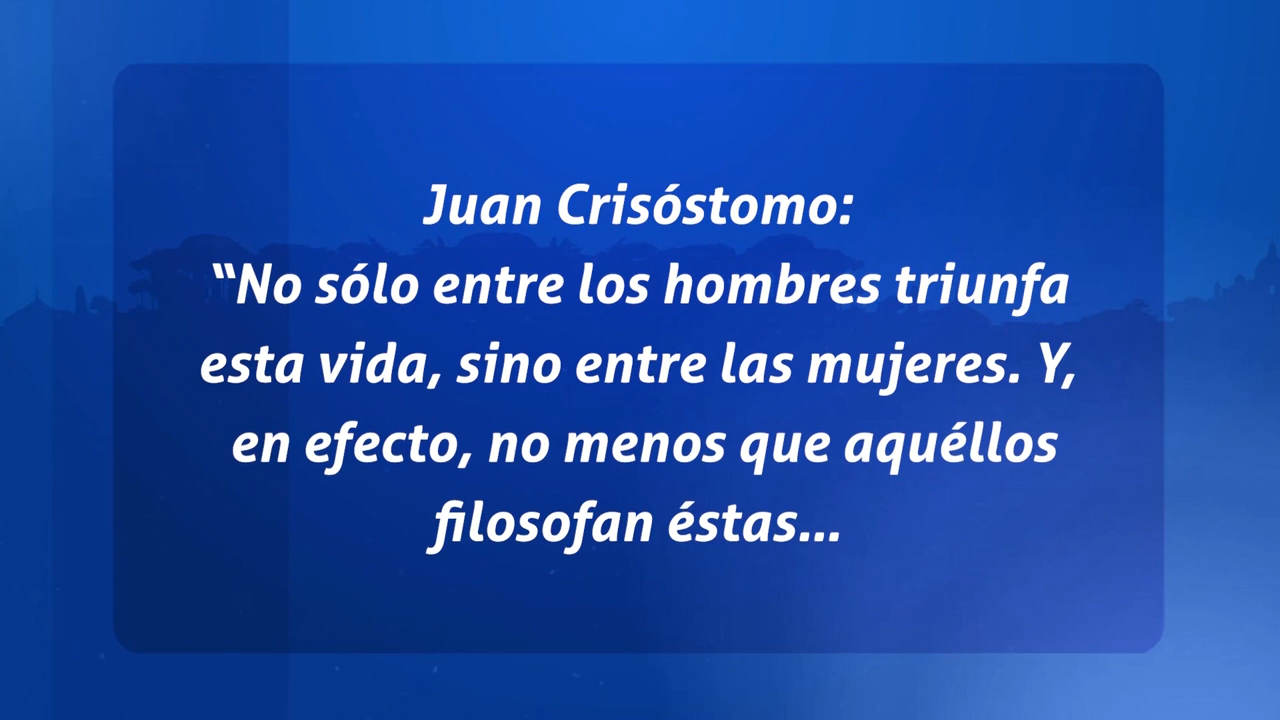 Juan Crisóstomo:
“No sólo entre los hombres triunfa
esta vida, sino entre las mujeres. Y,
en efecto, no menos que aquéllos
filosofan éstas...